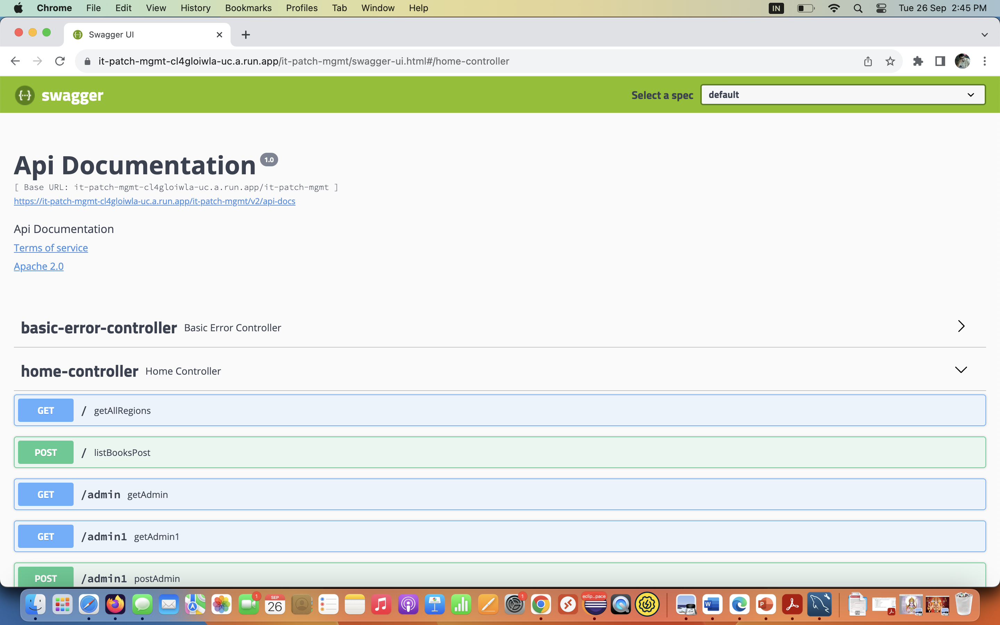 Chrome File Edit View History Bookmarks Profiles Tab Window Help IN Tue 26 Sep 2:45 PM
Swagger UI
it-patch-mgmt-cl4gloiwla-uc.a.run.app/it-patch-mgmt/swagger-ui.html#/home-controller
swagger Select a spec default
Api Documentation 1.0
[ Base URL: it-patch-mgmt-cl4gloiwla-uc.a.run.app/it-patch-mgmt ]
https://it-patch-mgmt-cl4gloiwla-uc.a.run.app/it-patch-mgmt/v2/api-docs
Api Documentation
Terms of service
Apache 2.0
basic-error-controller Basic Error Controller
home-controller Home Controller
GET / getAllRegions
POST / listBooksPost
GET /admin getAdmin
GET /admin1 getAdmin1
POST /admin1 postAdmin
1 SEP 26 1 eclip...pace W P